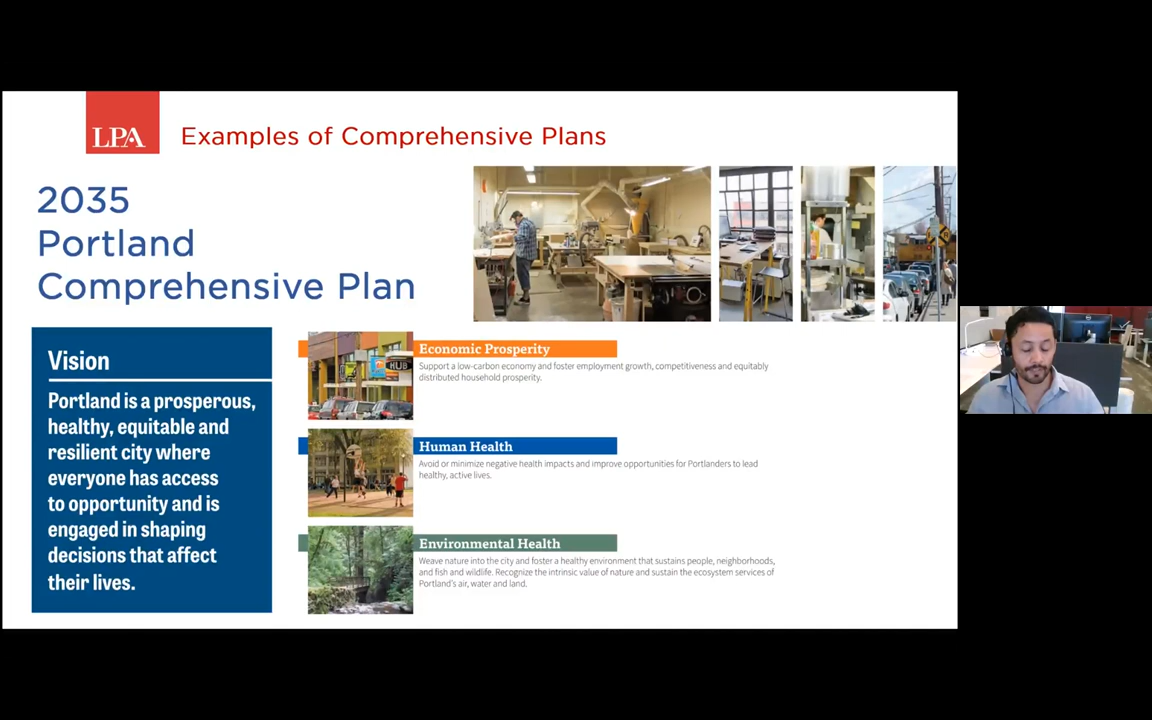 LPA
Examples of Comprehensive Plans
2035
Portland
Comprehensive Plan
Vision
Portland is a prosperous,
healthy, equitable and
resilient city where
everyone has access
to opportunity and is
engaged in shaping
decisions that affect
their lives.
HUB
Economic Prosperity
Support a low-carbon economy and foster employment growth, competitiveness and equitably
distributed household prosperity.
Human Health
Avoid or minimize negative health impacts and improve opportunities for Portlanders to lead
healthy, active lives.
Environmental Health
Weave nature into the city and foster a healthy environment that sustains people, neighborhoods,
and fish and wildlife. Recognize the intrinsic value of nature and sustain the ecosystem services of
Portland's air, water and land.